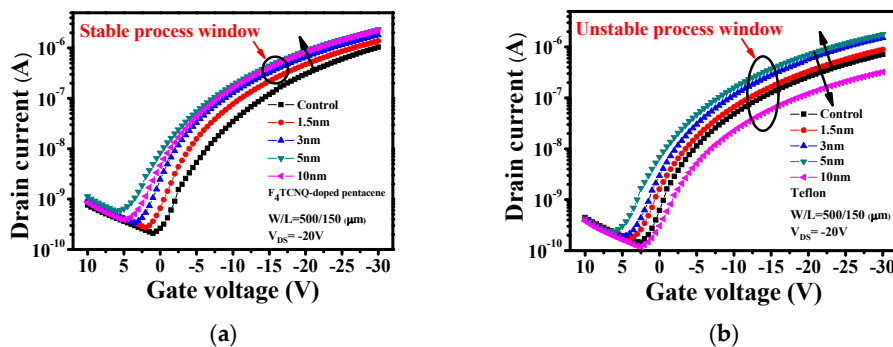 Stable process window
Drain current (A)
10-6
10-7
10-8
10-9
10-10
Control
1.5nm
3nm
5nm
10nm
F4TCNQ-doped pentacene
W/L=500/150 (μm)
VDS= -20V
10 5 0 -5 -10 -15 -20 -25 -30
Gate voltage (V)
(a)
Unstable process window
Drain current (A)
10-6
10-7
10-8
10-9
10-10
Control
1.5nm
3nm
5nm
10nm
Teflon
W/L=500/150 (μm)
VDS= -20V
10 5 0 -5 -10 -15 -20 -25 -30
Gate voltage (V)
(b)